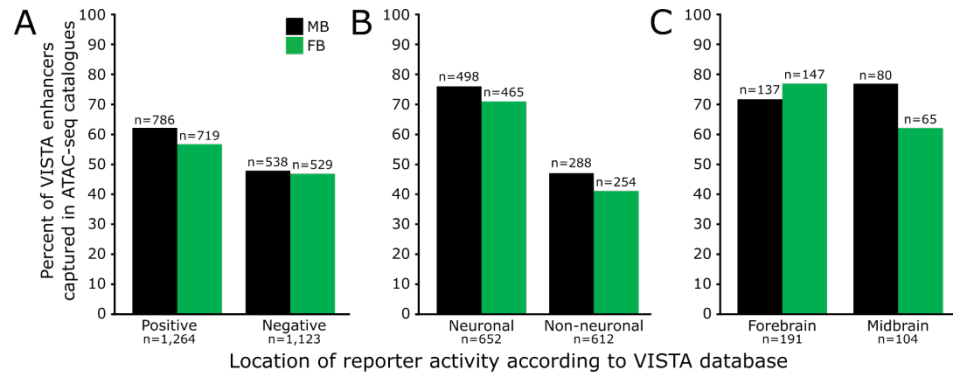 Percent of VISTA enhancers
captured in ATAC-seq catalogues
A
100
90
80
70
60
50
40
30
20
10
0
MB
FB
n=786
n=719
n=538
n=529
Positive
n=1,264
Negative
n=1,123
B
100
90
80
70
60
50
40
30
20
10
0
n=498
n=465
n=288
n=254
Neuronal
n=652
Non-neuronal
n=612
C
100
90
80
70
60
50
40
30
20
10
0
n=137
n=147
n=80
n=65
Forebrain
n=191
Midbrain
n=104
Location of reporter activity according to VISTA database